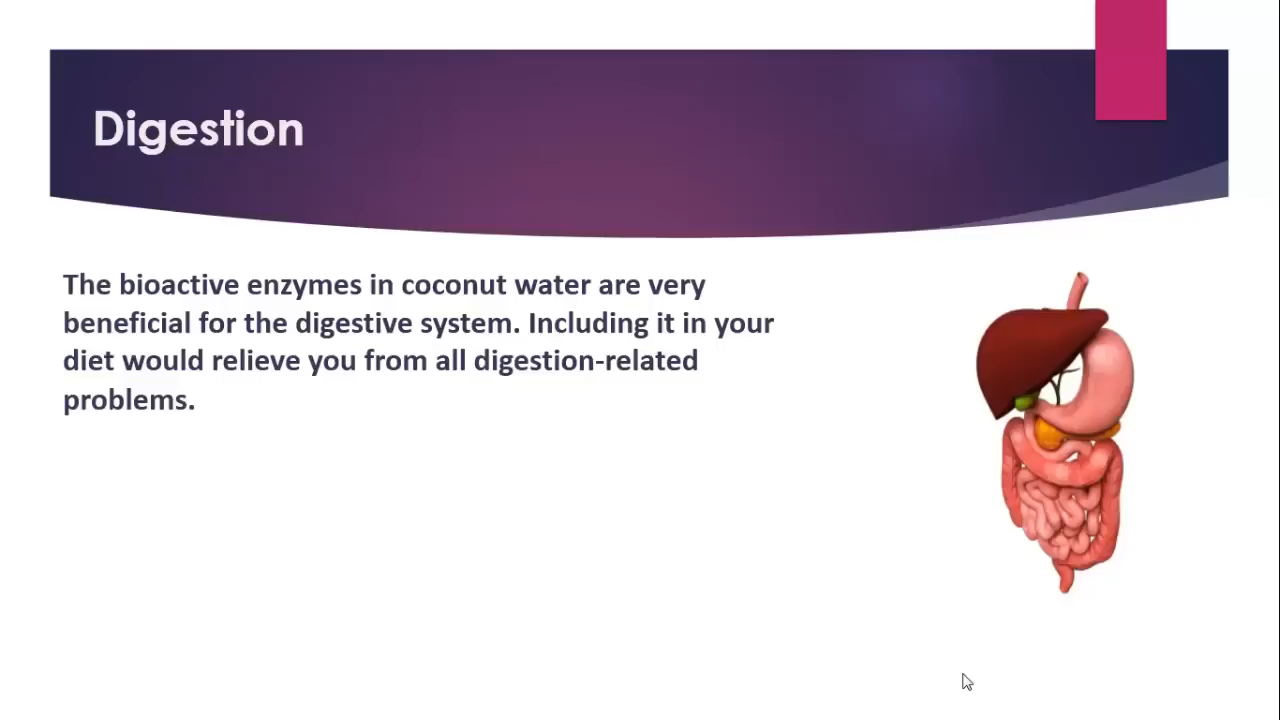 Digestion
The bioactive enzymes in coconut water are very
beneficial for the digestive system. Including it in your
diet would relieve you from all digestion-related
problems.